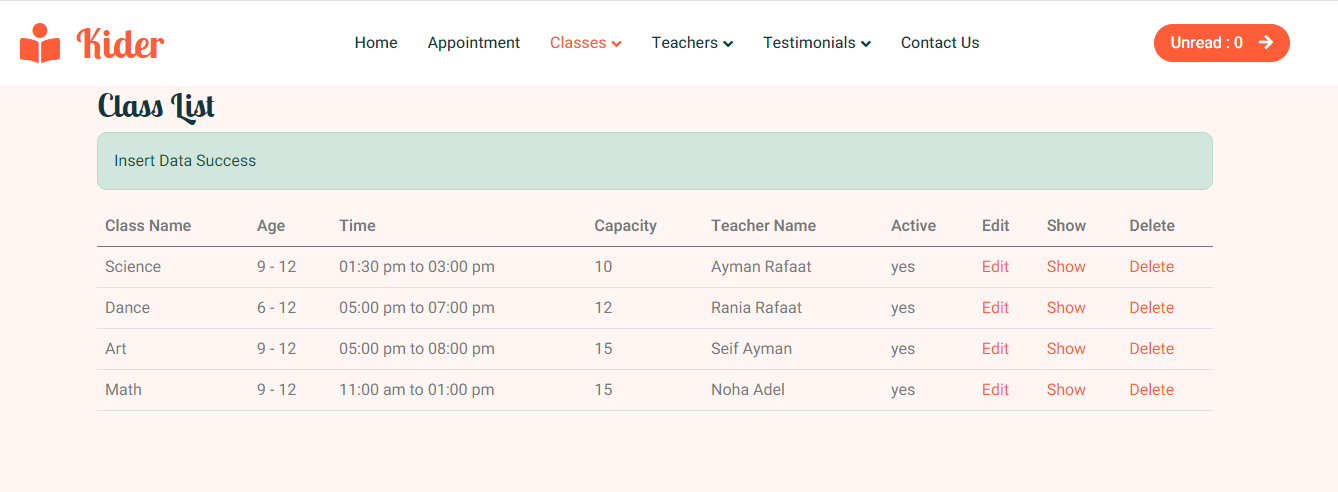 Kider Home Appointment Classes Teachers Testimonials Contact Us Unread : 0
Class List
Insert Data Success
Class Name Age Time Capacity Teacher Name Active Edit Show Delete
Science 9 - 12 01:30 pm to 03:00 pm 10 Ayman Rafaat yes Edit Show Delete
Dance 6 - 12 05:00 pm to 07:00 pm 12 Rania Rafaat yes Edit Show Delete
Art 9 - 12 05:00 pm to 08:00 pm 15 Seif Ayman yes Edit Show Delete
Math 9 - 12 11:00 am to 01:00 pm 15 Noha Adel yes Edit Show Delete